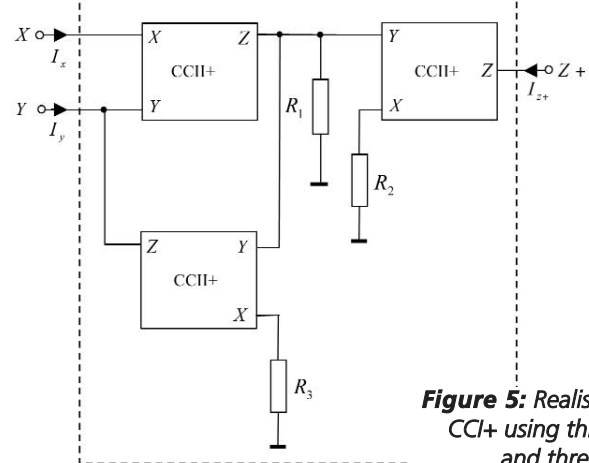 X
I_x
X
Z
CCII+
Y
Y
I_y
R_1
Y
CCII+
Z
X
Z +
I_z+
R_2
Z
Y
CCII+
X
R_3
Figure 5: Realis
CCI+ using th
and thre